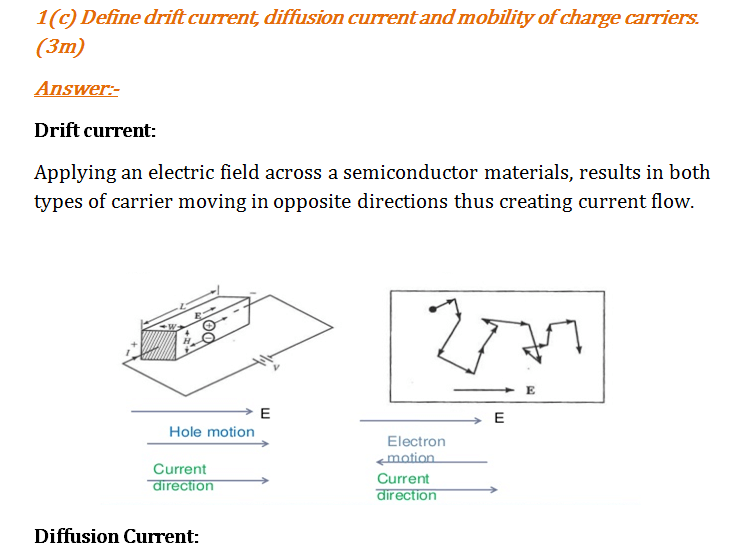 1(c) Define drift current, diffusion current and mobility of charge carriers.
(3m)
Answer:-
Drift current:
Applying an electric field across a semiconductor materials, results in both
types of carrier moving in opposite directions thus creating current flow.
L
E
W
H
+
−
I
V
E
E
Hole motion
Current
direction
E
Electron
motion
Current
direction
Diffusion Current: